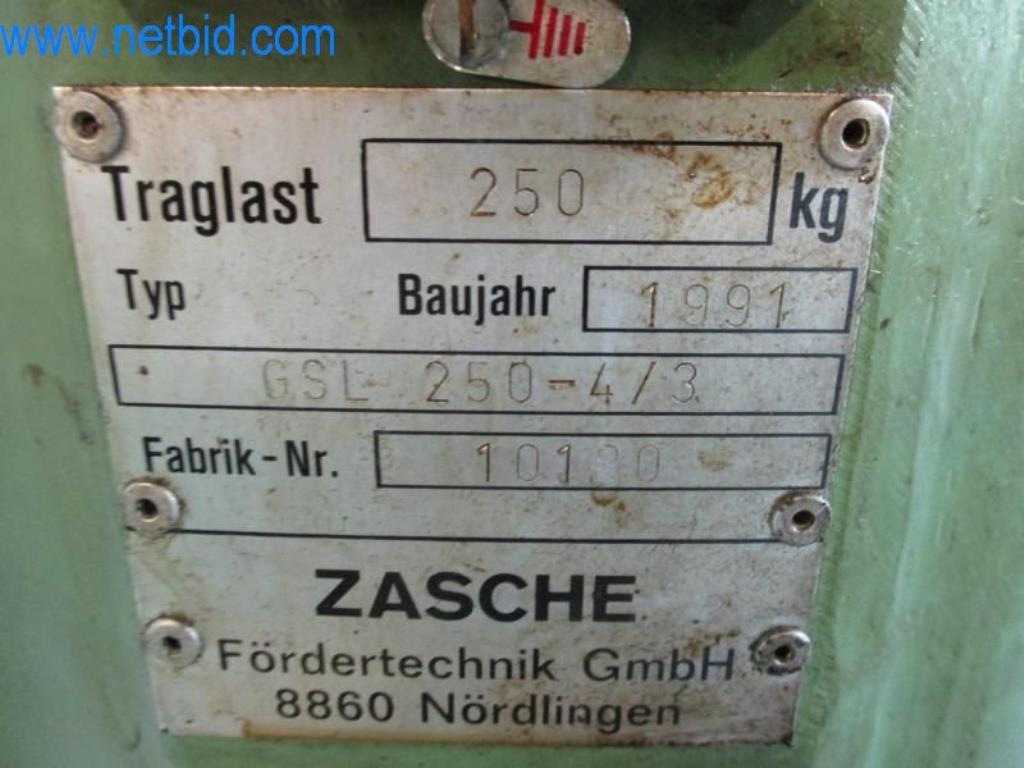 www.netbid.com
Traglast 250 kg
Typ Baujahr 1991
GSL 250-4/3
Fabrik-Nr.
ZASCHE
Fördertechnik GmbH
8860 Nördlingen